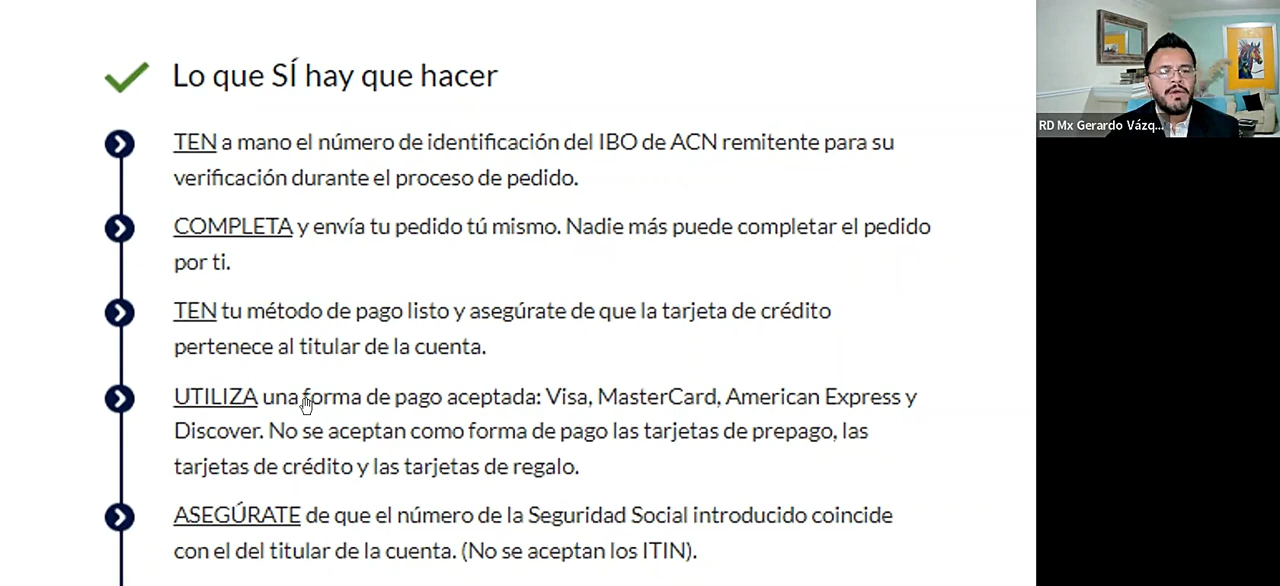 Lo que SÍ hay que hacer
TEN a mano el número de identificación del IBO de ACN remitente para su
verificación durante el proceso de pedido.
COMPLETA y envía tu pedido tú mismo. Nadie más puede completar el pedido
por ti.
TEN tu método de pago listo y asegúrate de que la tarjeta de crédito
pertenece al titular de la cuenta.
UTILIZA una forma de pago aceptada: Visa, MasterCard, American Express y
Discover. No se aceptan como forma de pago las tarjetas de prepago, las
tarjetas de crédito y las tarjetas de regalo.
ASEGÚRATE de que el número de la Seguridad Social introducido coincide
con el del titular de la cuenta. (No se aceptan los ITIN).
RD Mx Gerardo Vázq...